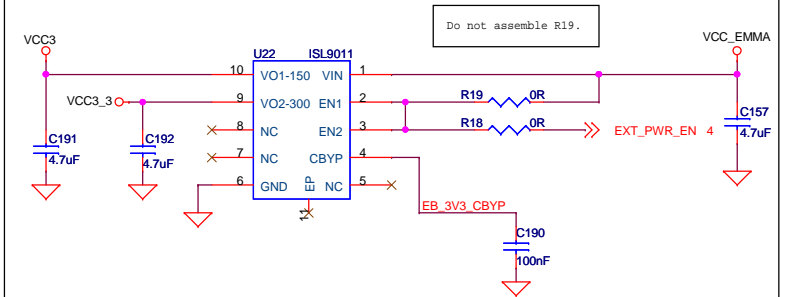 Do not assemble R19.
VCC3
U22 ISL9011
VCC_EMMA
10 VO1-150 VIN 1
VCC3_3 9 VO2-300 EN1 2 R19 0R
8 NC EN2 3 R18 0R EXT_PWR_EN 4
C157
4.7uF
C191
4.7uF
C192
4.7uF
7 NC CBYP 4
6 GND EP NC 5
11
EB_3V3_CBYP
C190
100nF